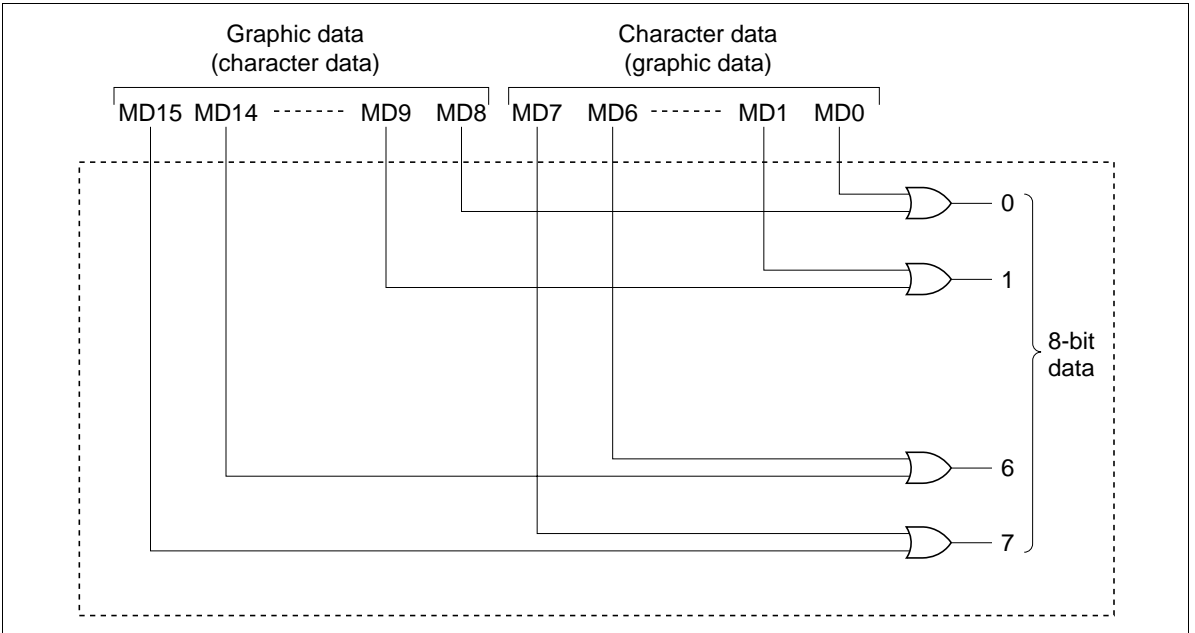 Graphic data
(character data)
Character data
(graphic data)
MD15 MD14 ------- MD9 MD8 MD7 MD6 ------- MD1 MD0
0
1
8-bit
data
6
7